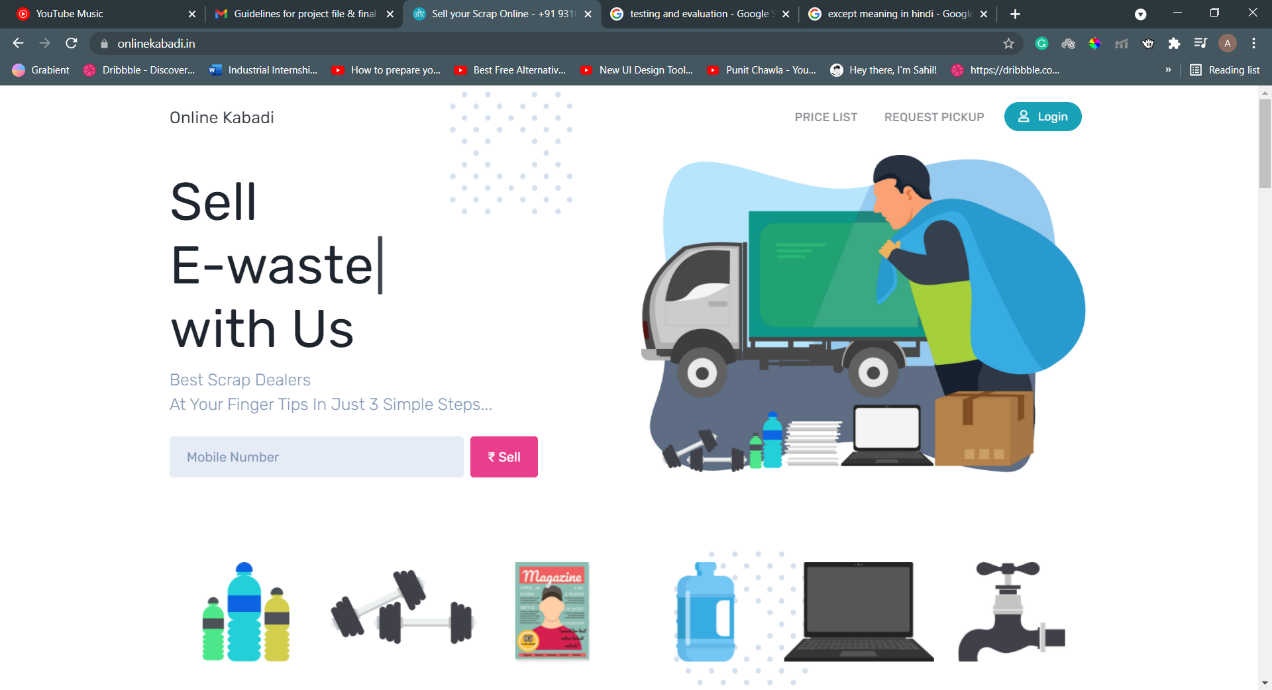 YouTube Music
Guidelines for project file & final
Sell your Scrap Online - +91 931
testing and evaluation - Google S
except meaning in hindi - Google
onlinekabadi.in
A
Grabient
Dribbble - Discover...
Industrial Internshi...
How to prepare yo...
Best Free Alternativ...
New UI Design Tool...
Punit Chawla - You...
Hey there, I'm Sahil!
https://dribbble.co...
»
Reading list
Online Kabadi
PRICE LIST
REQUEST PICKUP
Login
Sell
E-waste|
with Us
Best Scrap Dealers
At Your Finger Tips In Just 3 Simple Steps...
Mobile Number
₹ Sell
Magazine